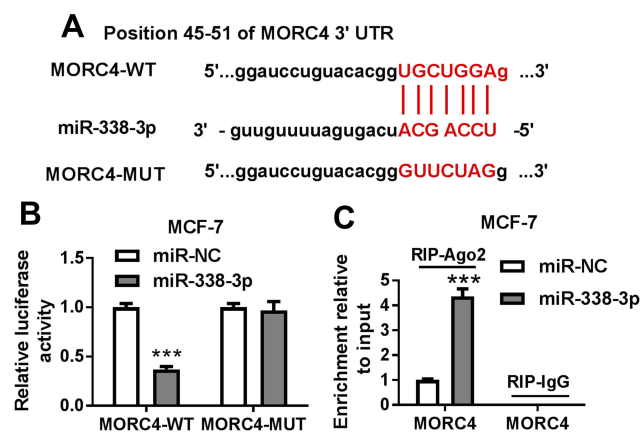 A Position 45-51 of MORC4 3' UTR
MORC4-WT 5'...ggauccuguacacggUGCUGGAg ...3'
miR-338-3p 3' - guuguuuuagugacuACG ACCU -5'
MORC4-MUT 5'...ggauccuguacacggGUUCUAGg ...3'
B MCF-7
miR-NC
miR-338-3p
Relative luciferase activity
1.5
1.0
0.5
0.0
***
MORC4-WT MORC4-MUT
C MCF-7
RIP-Ago2
miR-NC
miR-338-3p
***
Enrichment relative to input
5
4
3
2
1
0
RIP-IgG
MORC4 MORC4